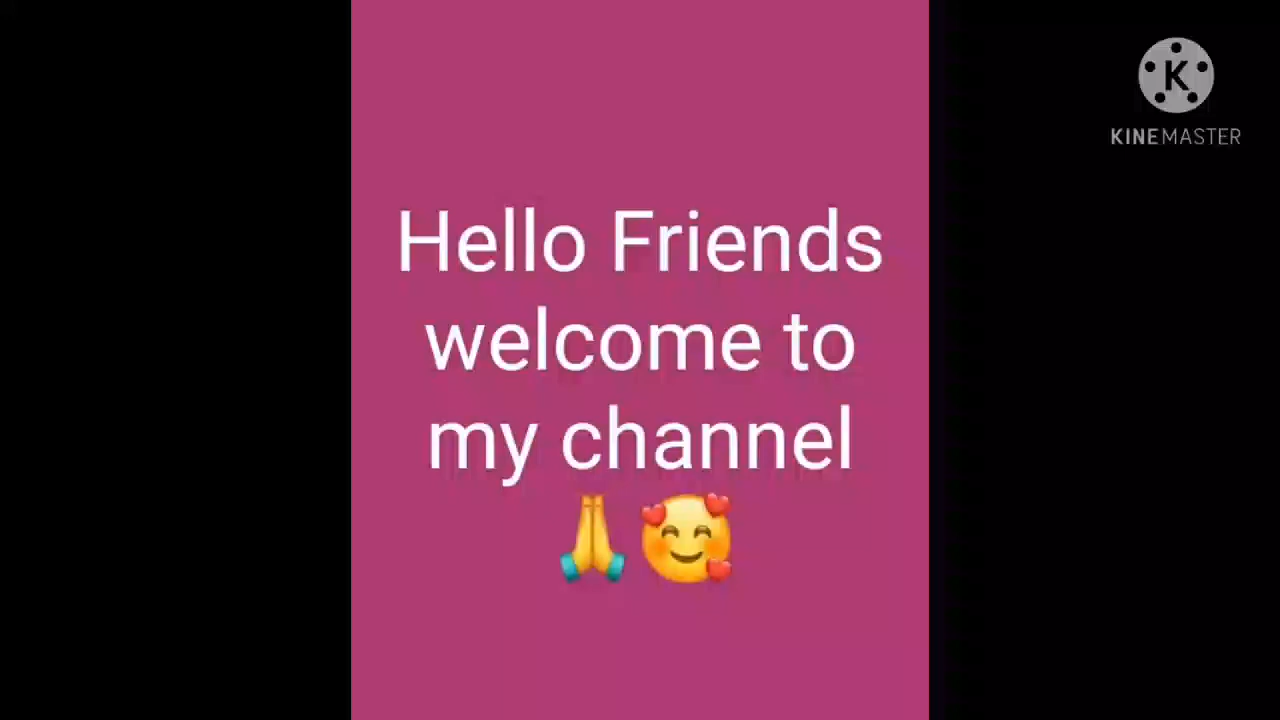 KINEMASTER
Hello Friends
welcome to
my channel
🙏🥰